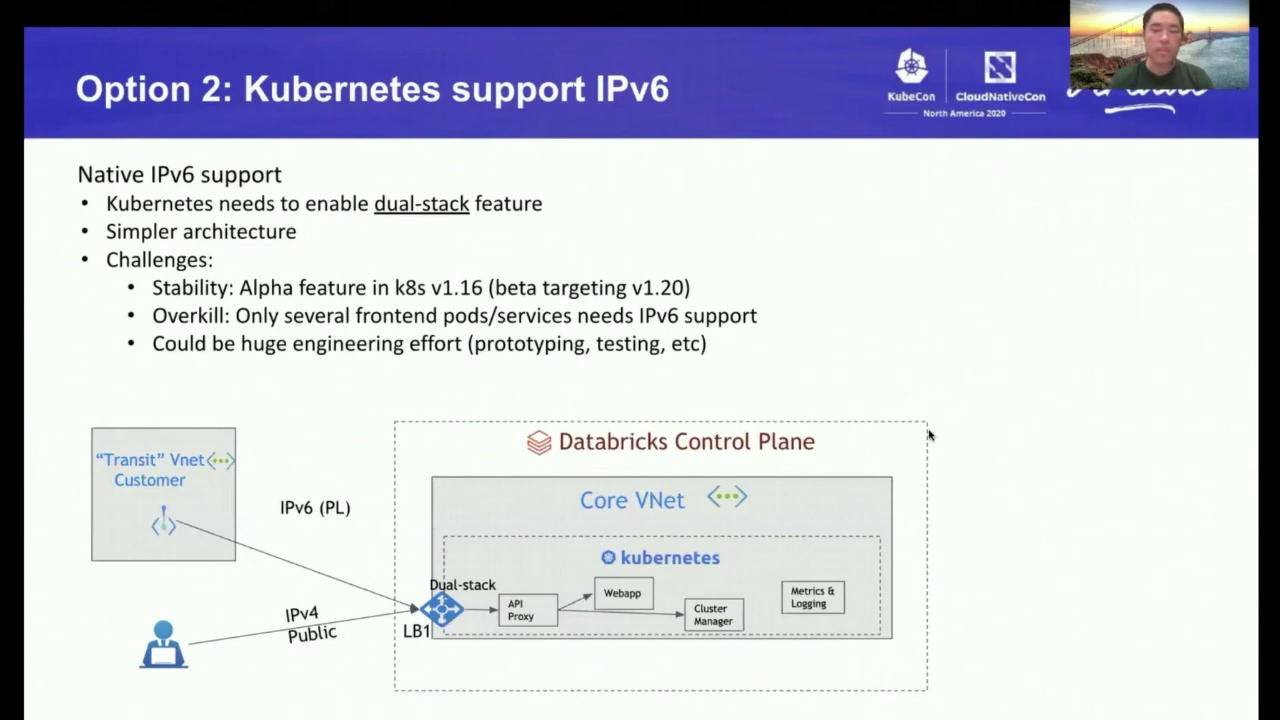 Option 2: Kubernetes support IPv6
KubeCon
CloudNativeCon
North America 2020
Native IPv6 support
• Kubernetes needs to enable dual-stack feature
• Simpler architecture
• Challenges:
• Stability: Alpha feature in k8s v1.16 (beta targeting v1.20)
• Overkill: Only several frontend pods/services needs IPv6 support
• Could be huge engineering effort (prototyping, testing, etc)
Databricks Control Plane
“Transit” Vnet
Customer
IPv6 (PL)
Core VNet
kubernetes
Dual-stack
API
Proxy
Webapp
Metrics &
Logging
Cluster
Manager
LB1
IPv4
Public